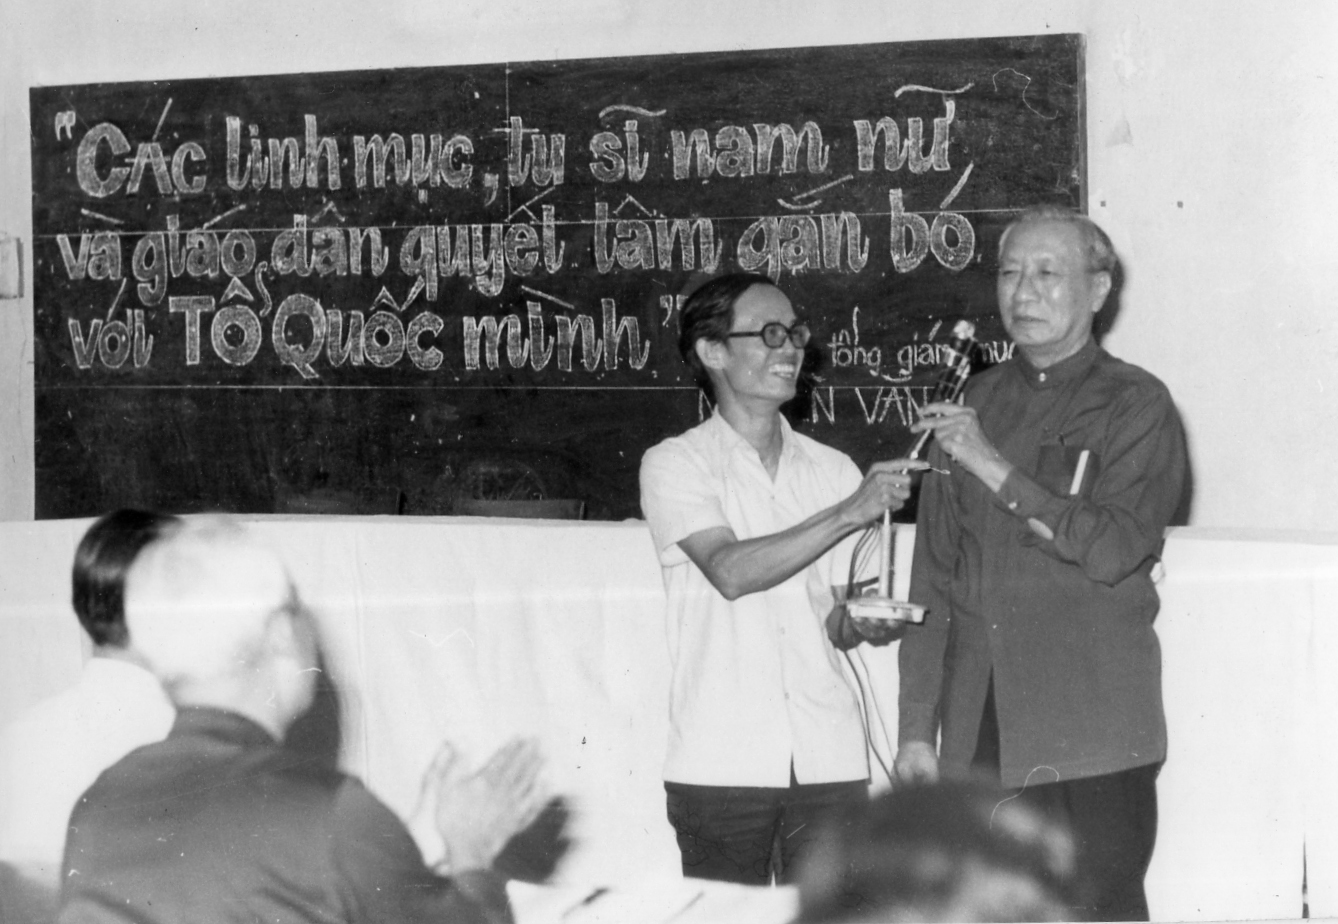 "Các linh mục, tu sĩ nam nữ
và giáo dân quyết tâm gắn bó
với Tổ Quốc mình."
tổng giám
VĂN